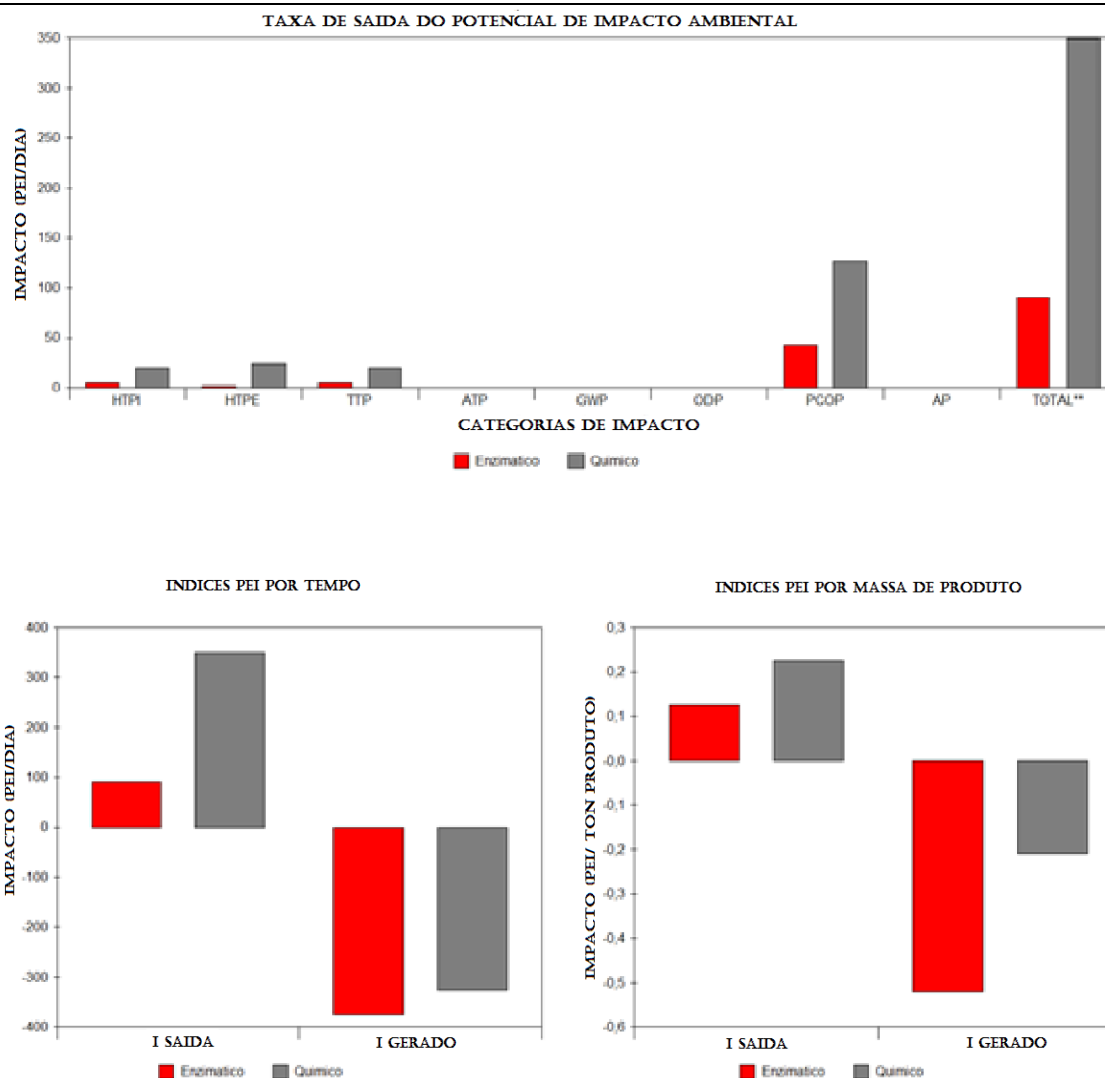 TAXA DE SAIDA DO POTENCIAL DE IMPACTO AMBIENTAL
350
300
250
200
150
100
50
0
IMPACTO (PEI/DIA)
HTPI HTPE TTP ATP GWP ODP PCOP AP TOTAL**
CATEGORIAS DE IMPACTO
Enzimatico Quimico
INDICES PEI POR TEMPO
400
300
200
100
0
-100
-200
-300
-400
IMPACTO (PEI/DIA)
I SAIDA I GERADO
Enzimatico Quimico
INDICES PEI POR MASSA DE PRODUTO
0,3
0,2
0,1
-0,0
-0,1
-0,2
-0,3
-0,4
-0,5
-0,6
IMPACTO (PEI/ TON PRODUTO)
I SAIDA I GERADO
Enzimatico Quimico